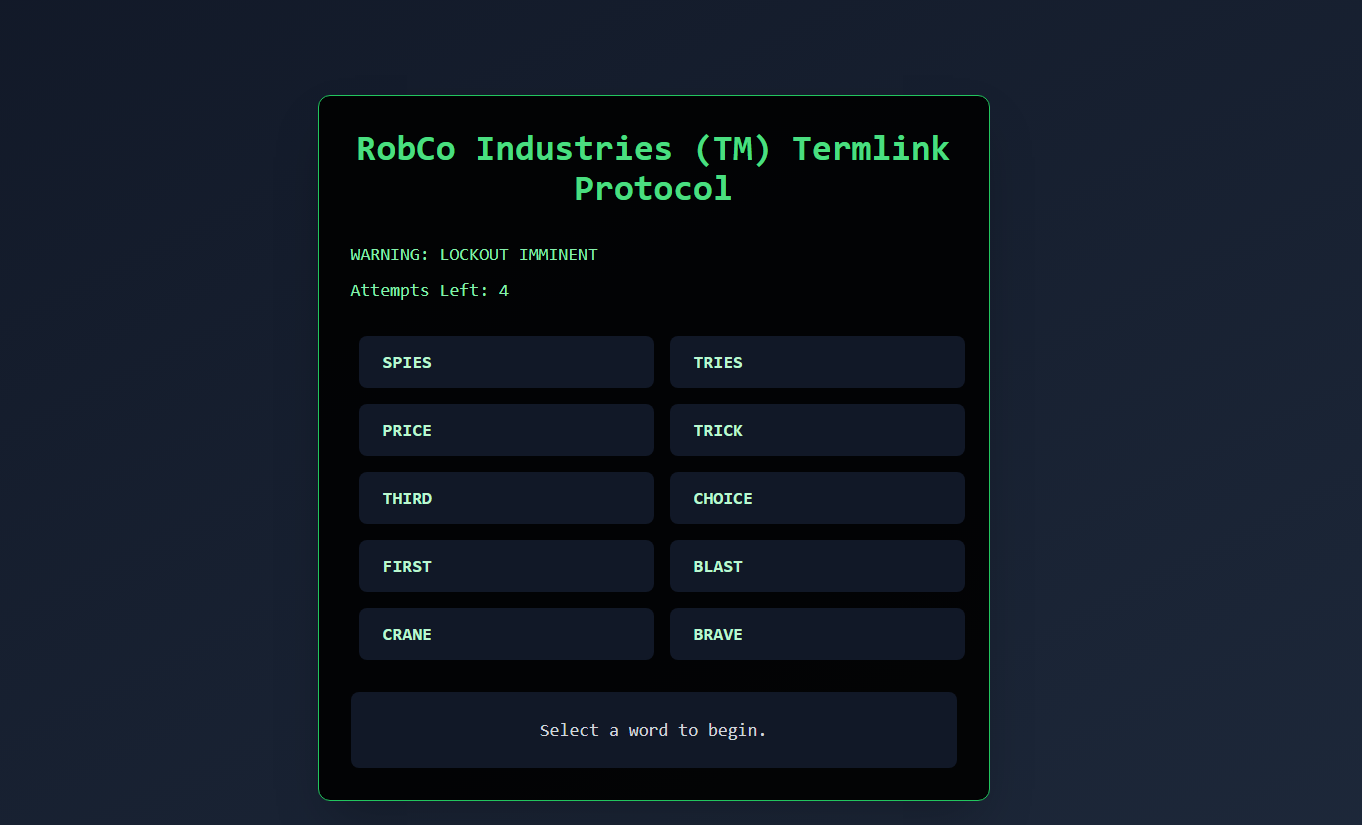 RobCo Industries (TM) Termlink
Protocol
WARNING: LOCKOUT IMMINENT
Attempts Left: 4
SPIES
TRIES
PRICE
TRICK
THIRD
CHOICE
FIRST
BLAST
CRANE
BRAVE
Select a word to begin.